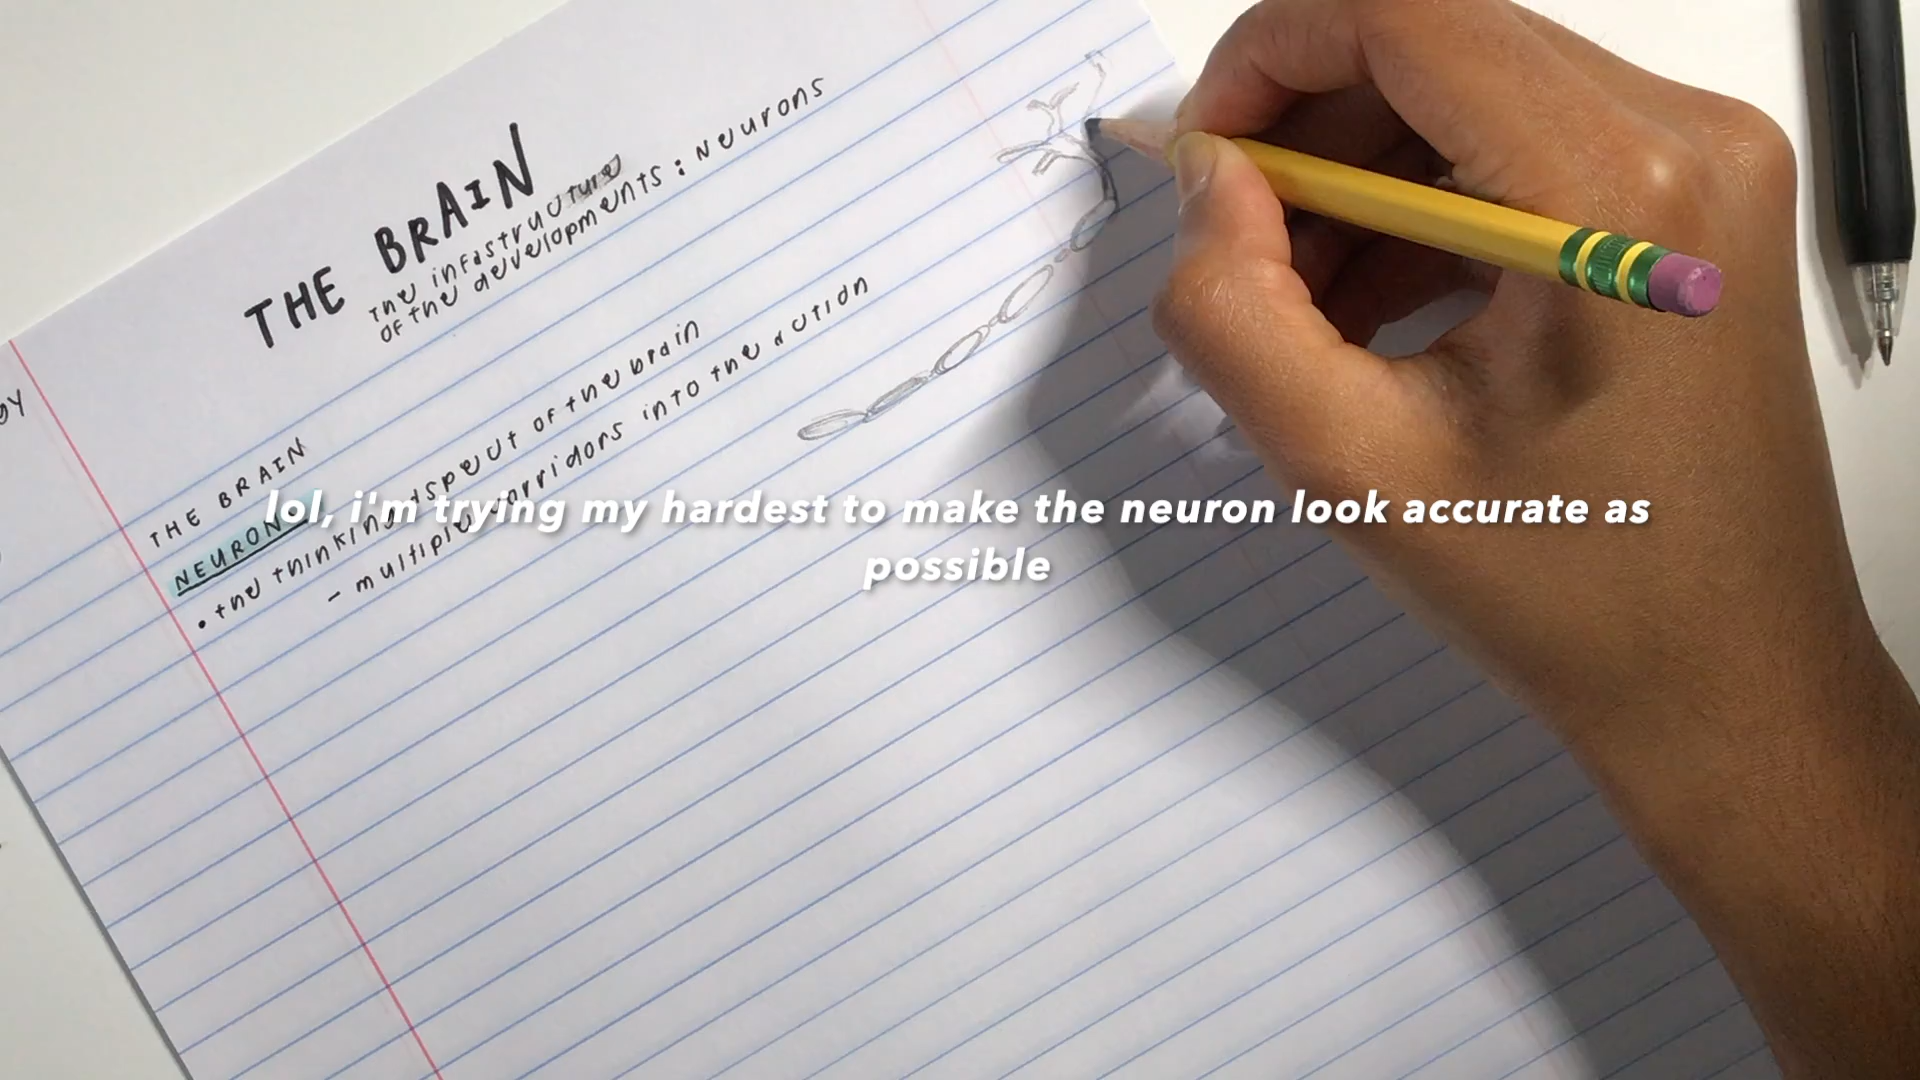 THE BRAIN
The infastructure
of the developments: neurons
THE BRAIN
NEURON
• the thinking aspect of the brain
- multiple corridors into the action
lol, i'm trying my hardest to make the neuron look accurate as
possible